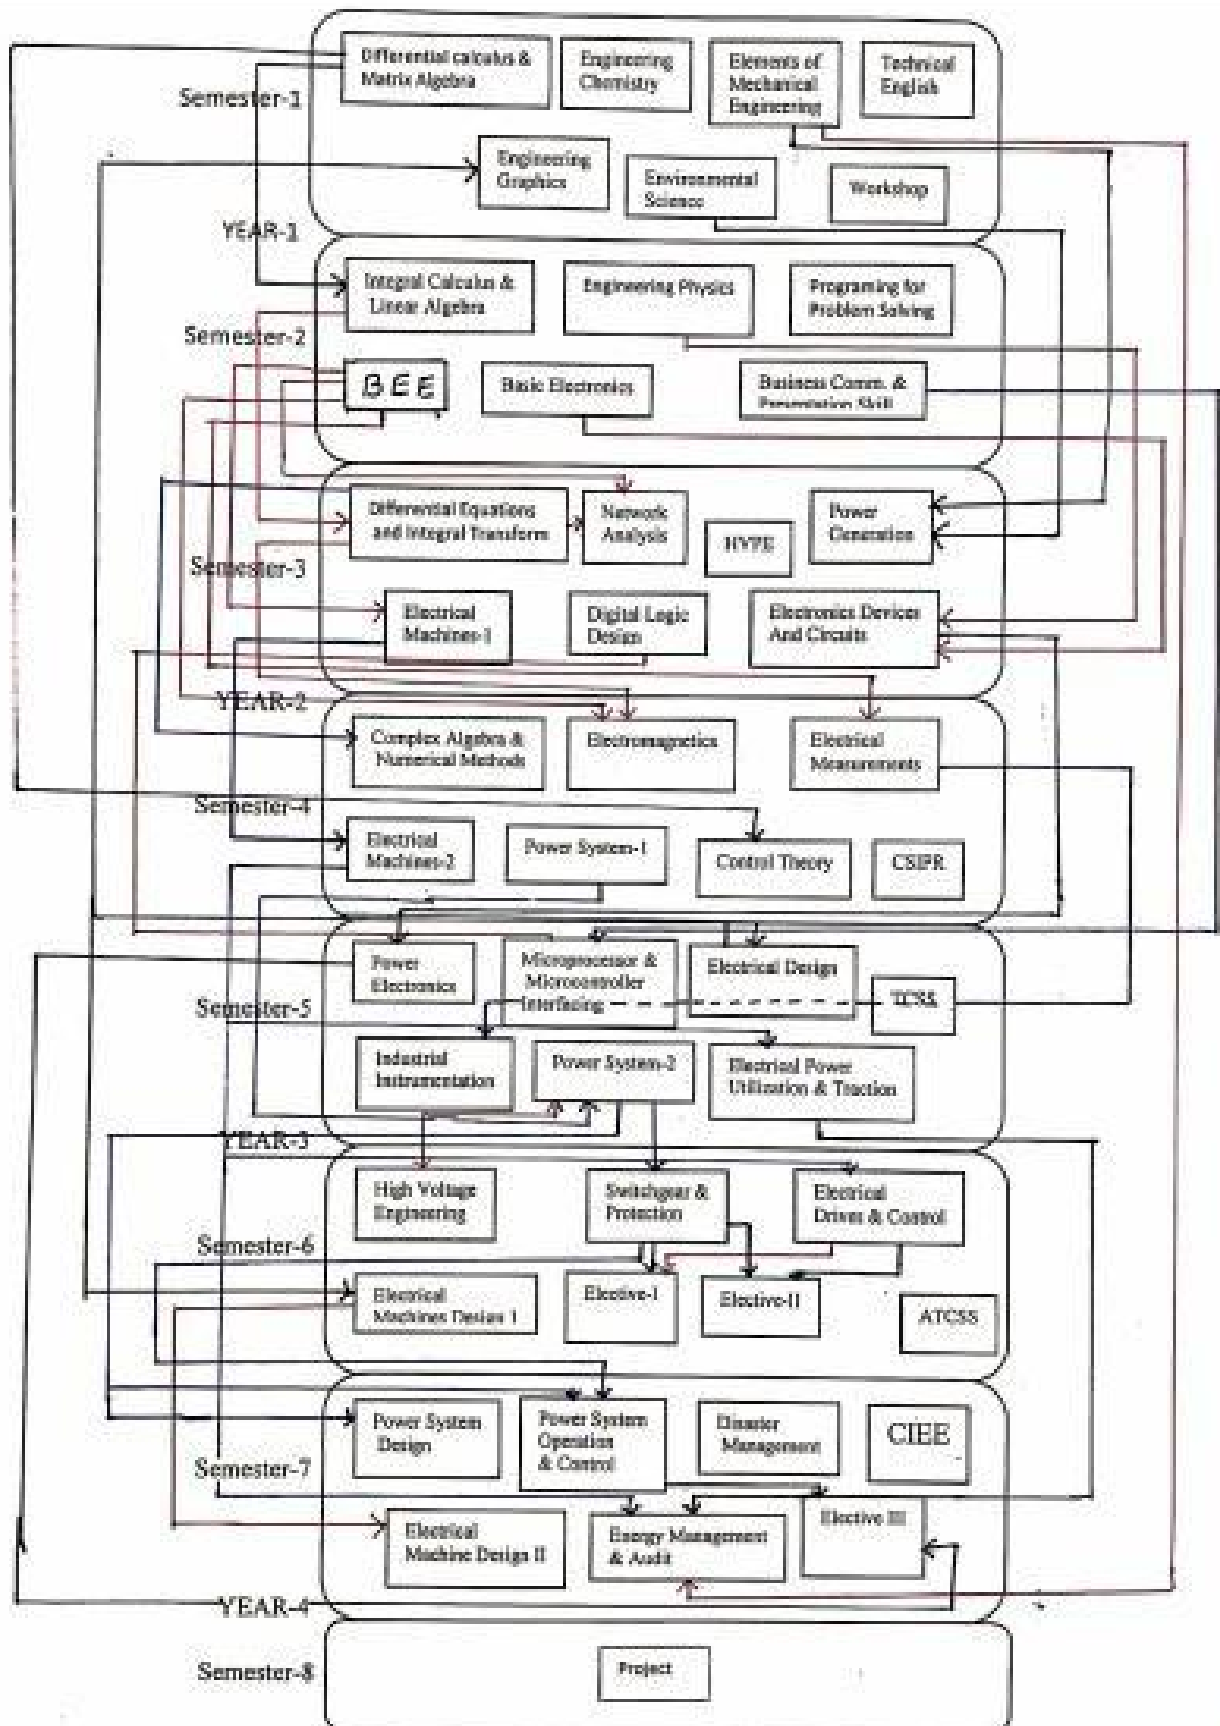 Differential calculus &
Matrix Algebra
Engineering
Chemistry
Elements of
Mechanical
Engineering
Technical
English
Semester-1
Engineering
Graphics
Environmental
Science
Workshop
YEAR-1
Integral Calculus &
Linear Algebra
Engineering Physics
Programing for
Problem Solving
Semester-2
BEE
Basic Electronics
Business Comm. &
Presentation Skill
Differential Equations
and Integral Transform
Network
Analysis
HVPE
Power
Generation
Semester-3
Electrical
Machines-1
Digital Logic
Design
Electronics Devices
And Circuits
YEAR-2
Complex Algebra &
Numerical Methods
Electromagnetics
Electrical
Measurements
Semester-4
Electrical
Machines-2
Power System-1
Control Theory
CSIPR
Power
Electronics
Microprocessor &
Microcontroller
Interfacing
Electrical Design
TCSS
Semester-5
Industrial
Instrumentation
Power System-2
Electrical Power
Utilization & Traction
YEAR-3
High Voltage
Engineering
Switchgear &
Protection
Electrical
Drives & Control
Semester-6
Electrical
Machines Design 1
Elective-I
Elective-II
ATCSS
Power System
Design
Power System
Operation
& Control
Disaster
Management
CIEE
Semester-7
Electrical
Machine Design II
Energy Management
& Audit
Elective III
YEAR-4
Semester-8
Project